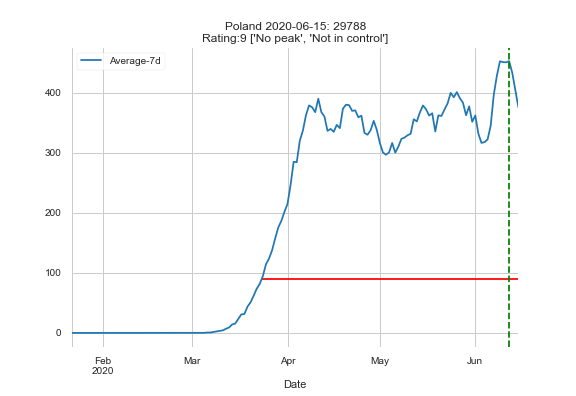 Poland 2020-06-15: 29788
Rating:9 ['No peak', 'Not in control']
Average-7d
400
300
200
100
0
Feb
2020
Mar
Apr
May
Jun
Date